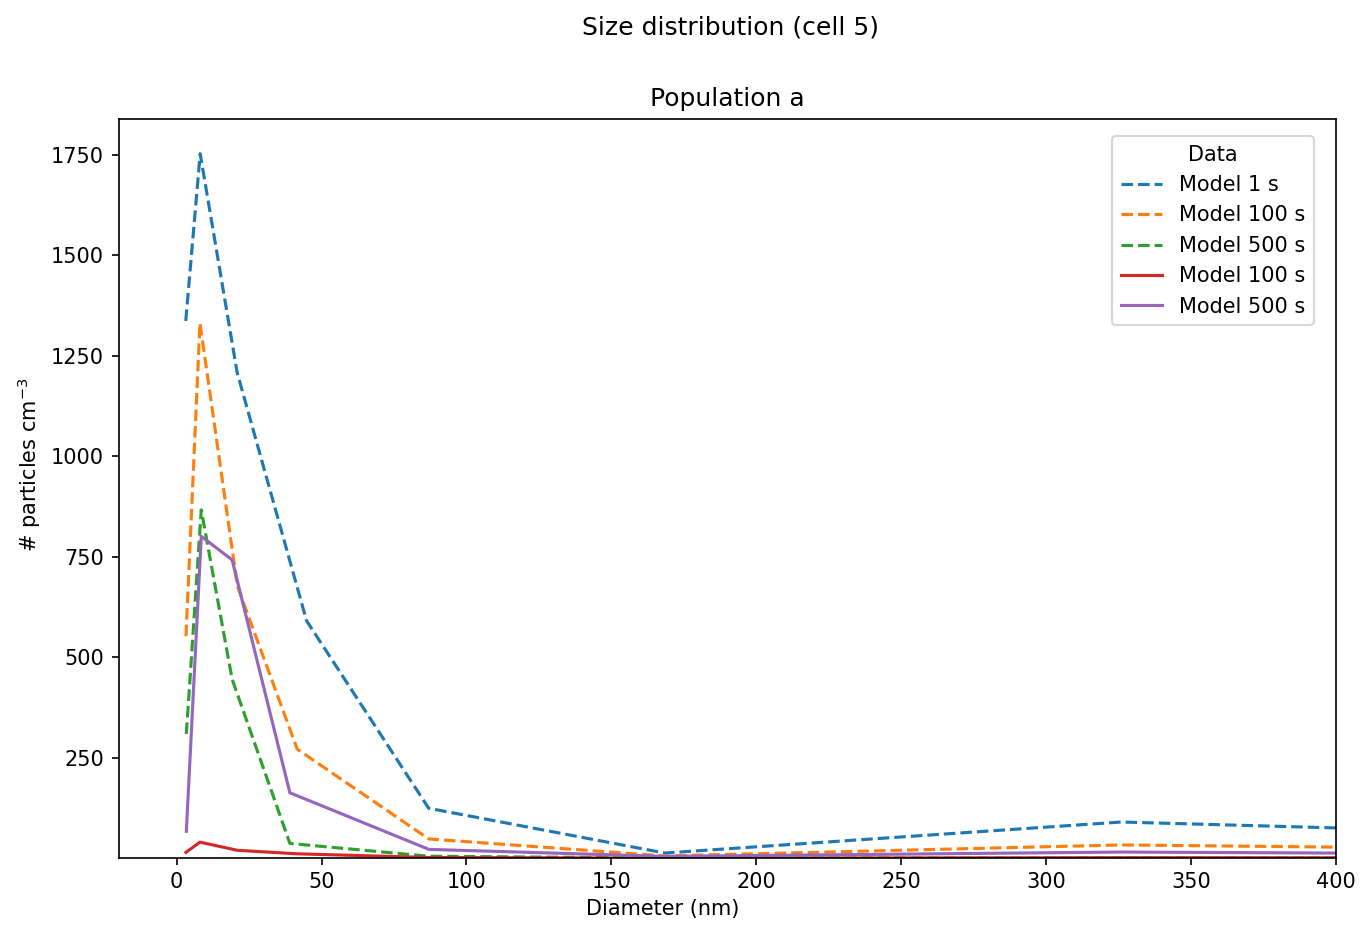 Size distribution (cell 5)
Population a
1750
1500
1250
1000
750
500
250
# particles cm⁻³
Data
Model 1 s
Model 100 s
Model 500 s
Model 100 s
Model 500 s
0 50 100 150 200 250 300 350 400
Diameter (nm)